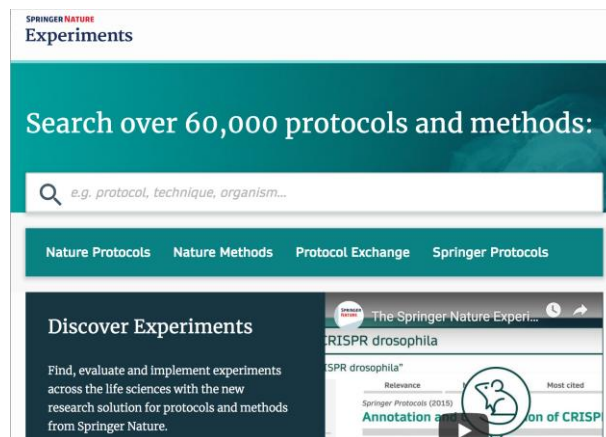 SPRINGER NATURE
Experiments
Search over 60,000 protocols and methods:
e.g. protocol, technique, organism...
Nature Protocols Nature Methods Protocol Exchange Springer Protocols
Discover Experiments
Find, evaluate and implement experiments
across the life sciences with the new
research solution for protocols and methods
from Springer Nature.
SPRINGER NATURE
The Springer Nature Experi...
CRISPR drosophila
ISPR drosophila"
Relevance Most cited
Springer Protocols (2015)
Annotation and on of CRISP